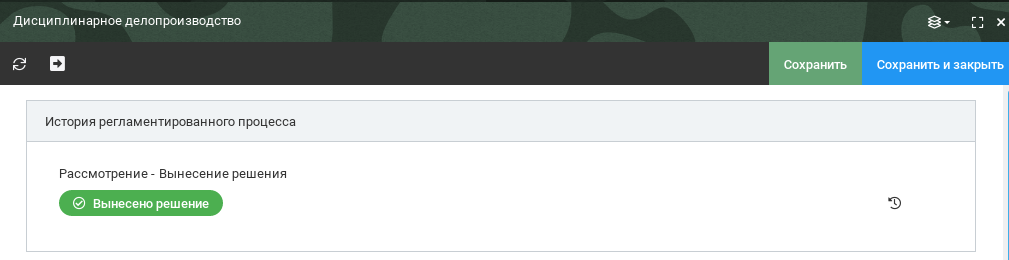 Дисциплинарное делопроизводство
Сохранить
Сохранить и закрыть
История регламентированного процесса
Рассмотрение - Вынесение решения
Вынесено решение